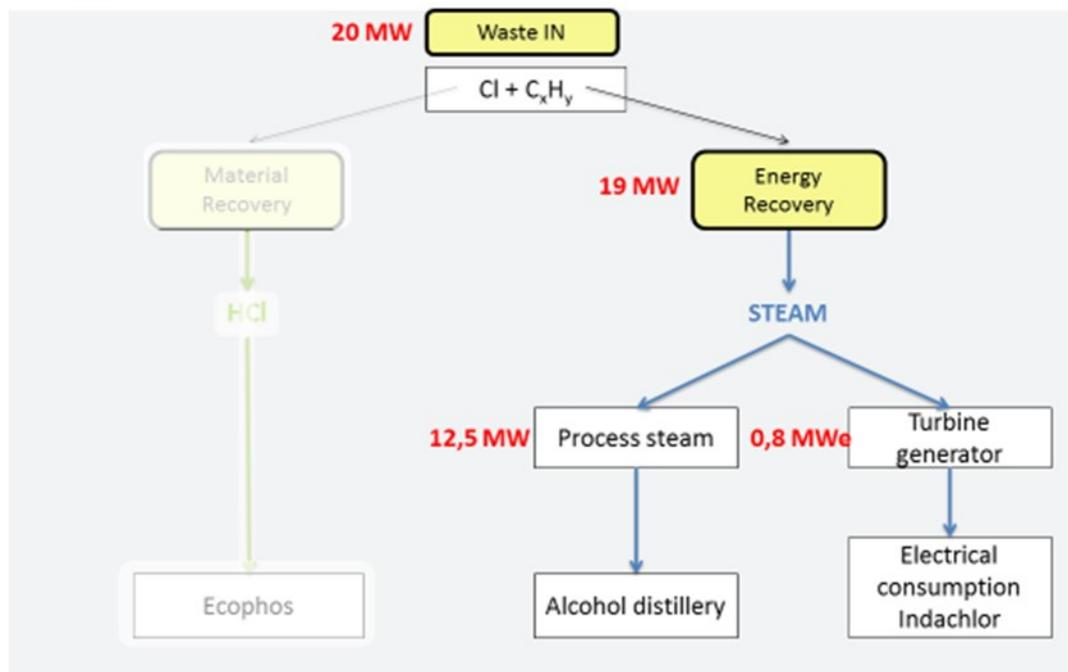 20 MW
Waste IN
Cl + CxHy
Material
Recovery
19 MW
Energy
Recovery
HCl
STEAM
12,5 MW
Process steam
0,8 MWe
Turbine
generator
Ecophos
Alcohol distillery
Electrical
consumption
Indachlor